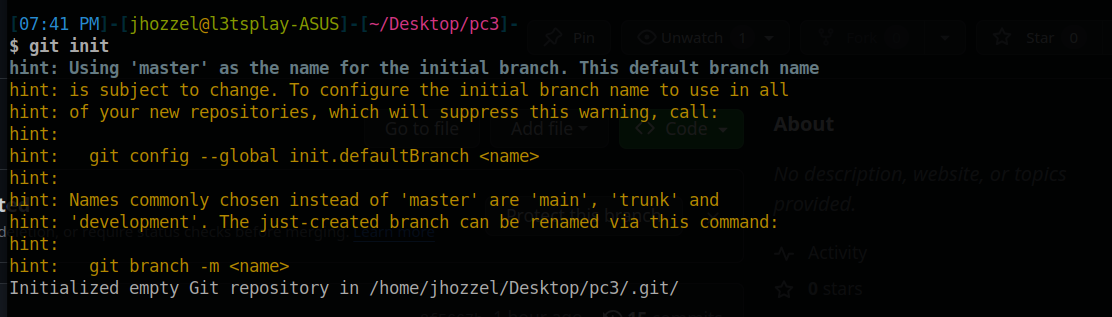 [07:41 PM]-[jhozzel@l3tsplay-ASUS]-[~/Desktop/pc3]-
$ git init
hint: Using 'master' as the name for the initial branch. This default branch name
hint: is subject to change. To configure the initial branch name to use in all
hint: of your new repositories, which will suppress this warning, call:
hint:
hint:   git config --global init.defaultBranch <name>
hint:
hint: Names commonly chosen instead of 'master' are 'main', 'trunk' and
hint: 'development'. The just-created branch can be renamed via this command:
hint:
hint:   git branch -m <name>
Initialized empty Git repository in /home/jhozzel/Desktop/pc3/.git/
Pin
Unwatch 1
Star 0
Go to file
Add file
Code
About
No description, website, or topics
provided.
Protect this branch
Learn more
Activity
0 stars